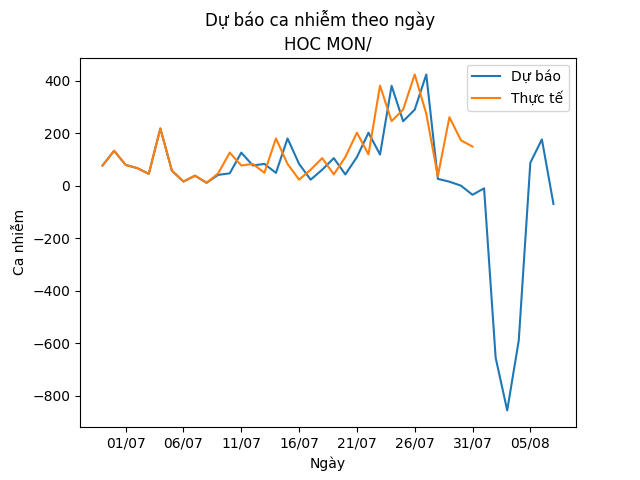 Dự báo ca nhiễm theo ngày
HOC MON/
Dự báo
Thực tế
400
200
0
−200
−400
−600
−800
Ca nhiễm
01/07 06/07 11/07 16/07 21/07 26/07 31/07 05/08
Ngày